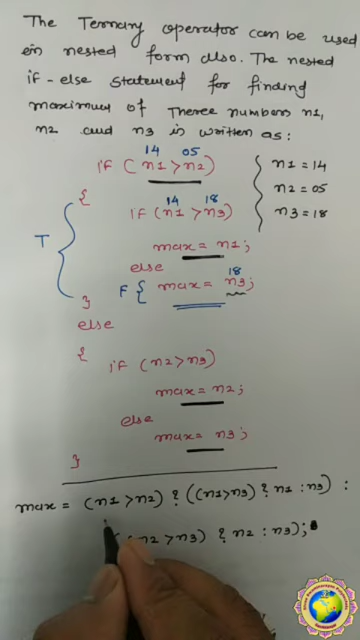 The Ternary operator can be used
in nested form also. The nested
if-else statement for finding
maximum of Theree numbers n1,
n2 and n3 is written as:
14 05
if (n1>n2)
n1 = 14
{
n2 = 05
14 18
if (n1>n3)
n3 = 18
max = n1;
T
else
18
F { max = n3;
}
else
{
if (n2>n3)
max = n2;
else
max = n3;
}
max = (n1>n2) ? ((n1>n3) ? n1 : n3) :
(n2>n3) ? n2 : n3);